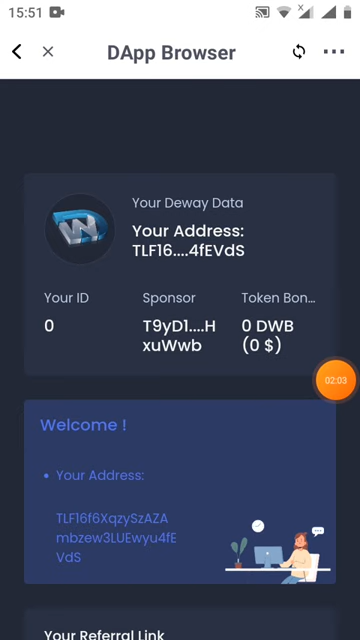 15:51
DApp Browser
Your Deway Data
Your Address:
TLF16....4fEVdS
Your ID
Sponsor
Token Bon...
0
T9yD1....H
xuWwb
0 DWB
(0 $)
02:03
Welcome !
Your Address:
TLF16f6XqzySzAZA
mbzew3LUEwyu4fE
VdS
Your Referral Link